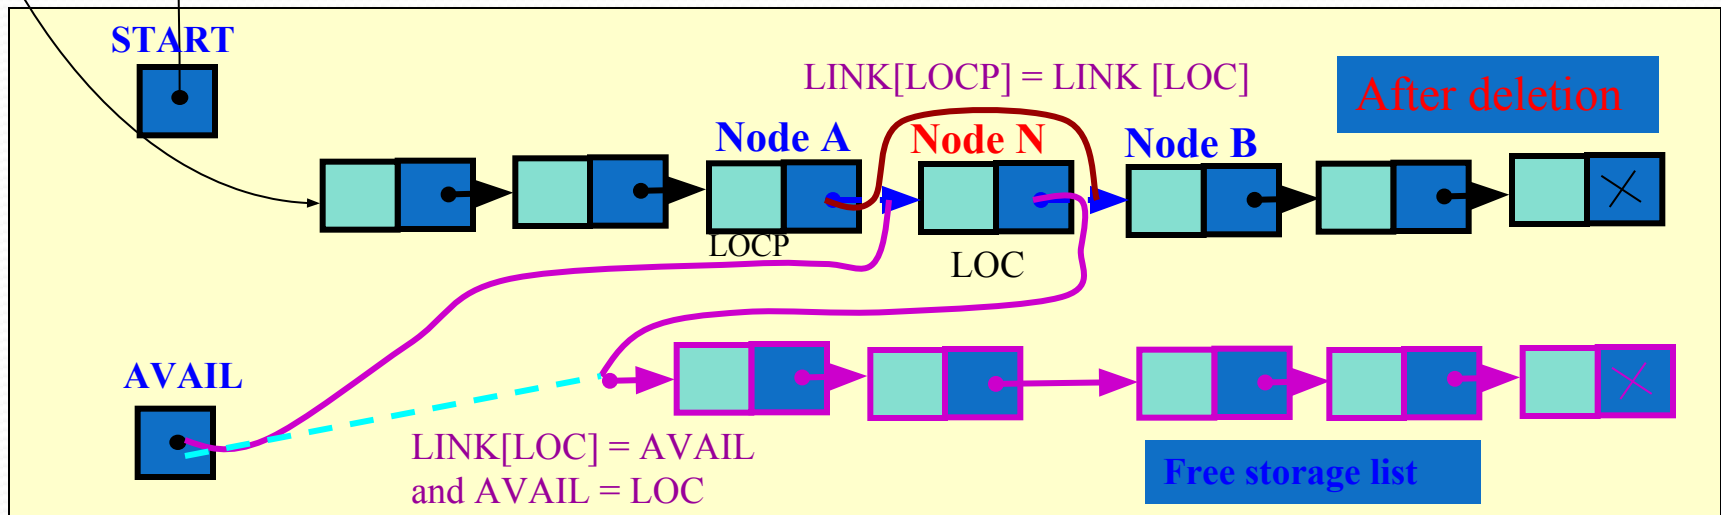 START
LINK[LOCP] = LINK [LOC]
After deletion
Node A
Node N
Node B
LOCP
LOC
AVAIL
LINK[LOC] = AVAIL
and AVAIL = LOC
Free storage list